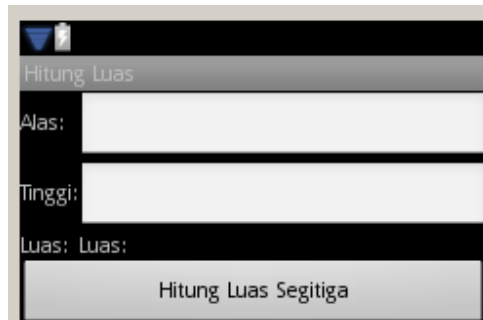 Hitung Luas
Alas:
Tinggi:
Luas: Luas:
Hitung Luas Segitiga